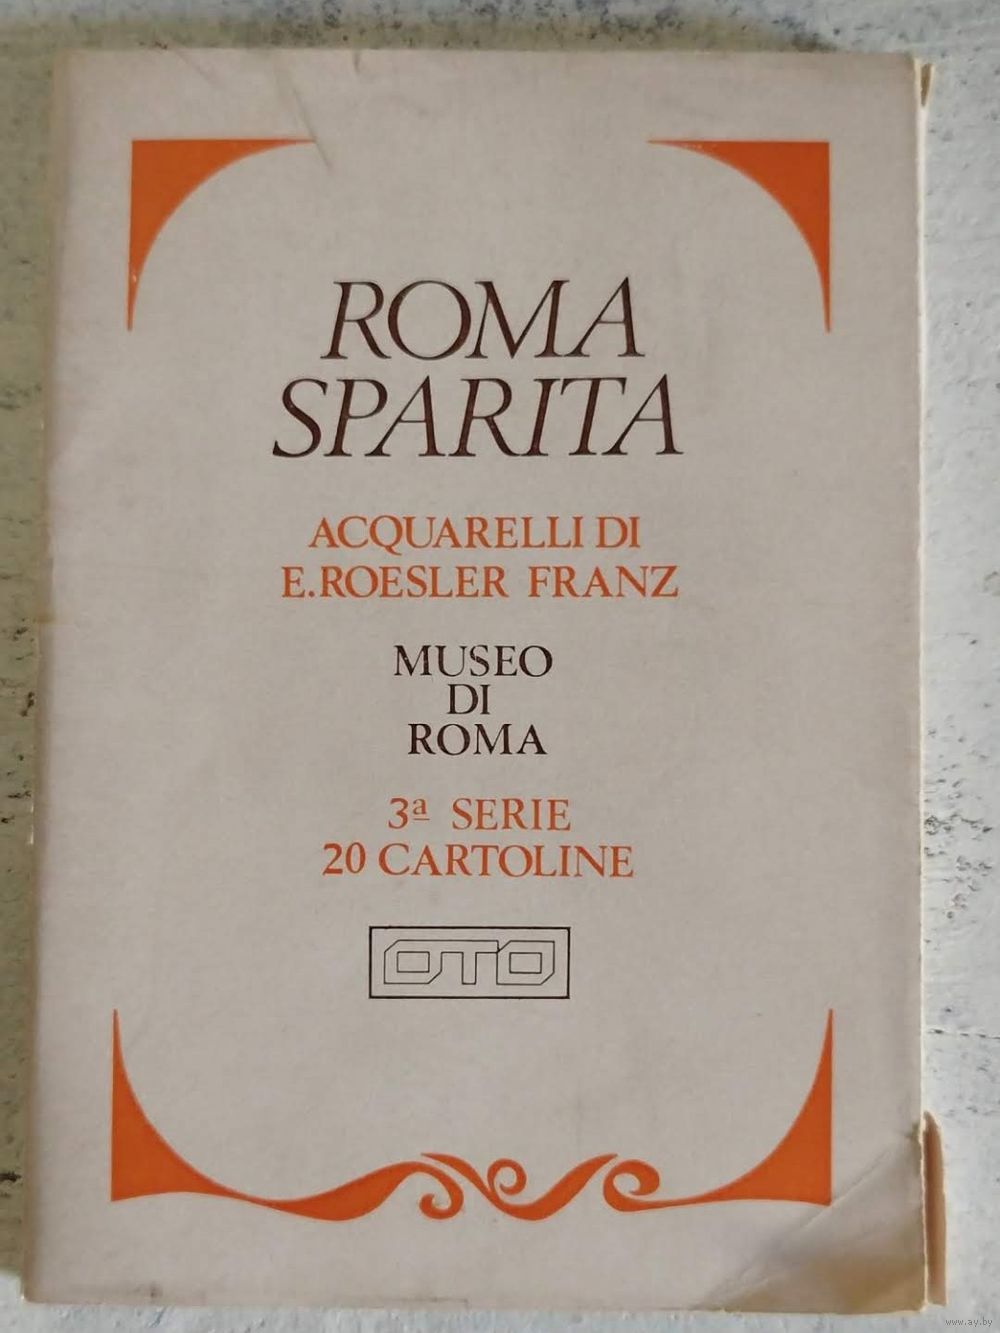 ROMA
SPARITA
ACQUARELLI DI
E.ROESLER FRANZ
MUSEO
DI
ROMA
3ª SERIE
20 CARTOLINE
OTO
www.ay.by